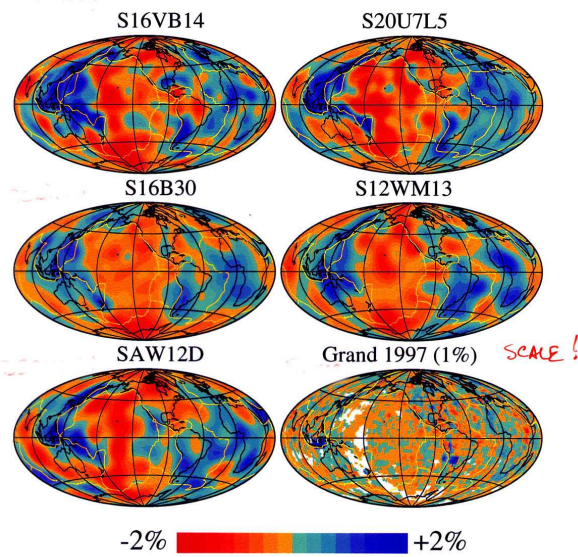 S16VB14
S20U7L5
S16B30
S12WM13
SAW12D
Grand 1997 (1%)
SCALE!
-2%
+2%